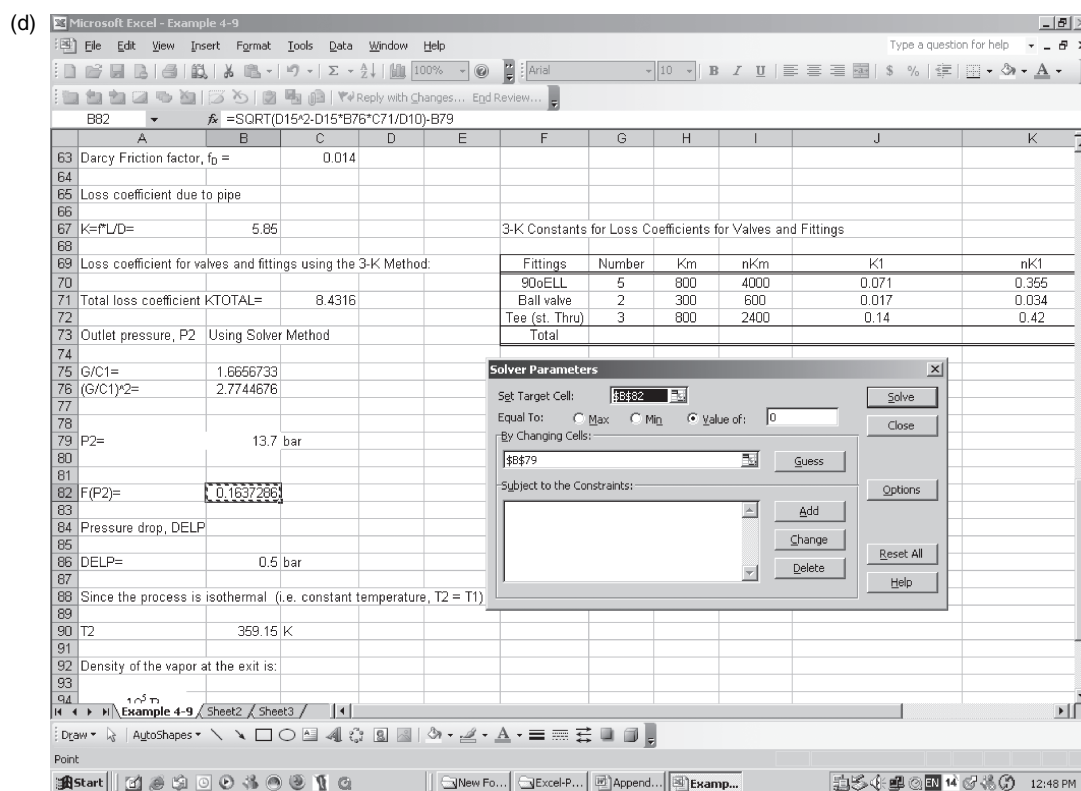 (d)
Microsoft Excel - Example 4-9
File Edit View Insert Format Tools Data Window Help Type a question for help
100% Arial 10 B I U $ % A
Reply with Changes... End Review...
B82 fx =SQRT(D15^2-D15*B76*C71/D10)-B79
A B C D E F G H I J K
63 Darcy Friction factor, fD = 0.014
64
65 Loss coefficient due to pipe
66
67 K=f*L/D= 5.85 3-K Constants for Loss Coefficients for Valves and Fittings
68
69 Loss coefficient for valves and fittings using the 3-K Method: Fittings Number Km nKm K1 nK1
70 90oELL 5 800 4000 0.071 0.355
71 Total loss coefficient KTOTAL= 8.4316 Ball valve 2 300 600 0.017 0.034
72 Tee (st. Thru) 3 800 2400 0.14 0.42
73 Outlet pressure, P2 Using Solver Method Total
74
75 G/C1= 1.6656733
76 (G/C1)^2= 2.7744676
77
78
79 P2= 13.7 bar
80
81
82 F(P2)= 0.1637286
83
84 Pressure drop, DELP
85
86 DELP= 0.5 bar
87
88 Since the process is isothermal (i.e. constant temperature, T2 = T1)
89
90 T2 359.15 K
91
92 Density of the vapor at the exit is:
93
94 10^5 P
Solver Parameters
Set Target Cell: $B$82 Solve
Equal To: Max Min Value of: 0 Close
By Changing Cells:
$B$79 Guess
Subject to the Constraints: Options
Add
Change
Delete
Reset All
Help
Example 4-9 Sheet2 Sheet3
Draw AutoShapes A
Point
Start New Fo... Excel-P... Append... Examp... EN 14 12:48 PM